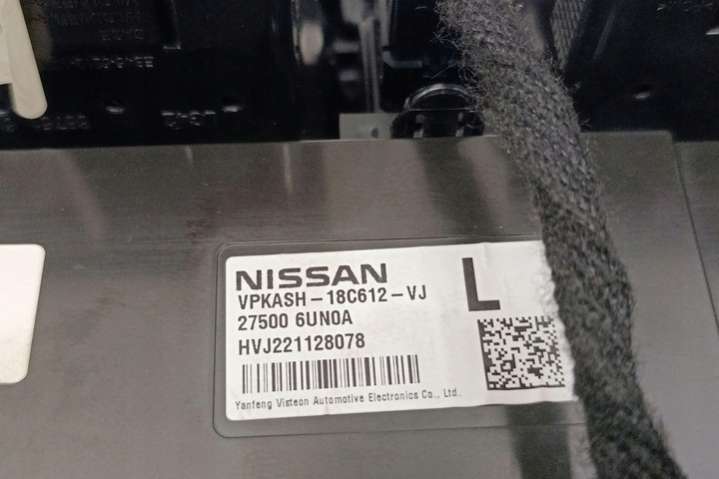 NISSAN
L
VPKASH-18C612-VJ
27500 6UN0A
HVJ221128078
Yanfeng Visteon Automotive Electronics Co., Ltd.